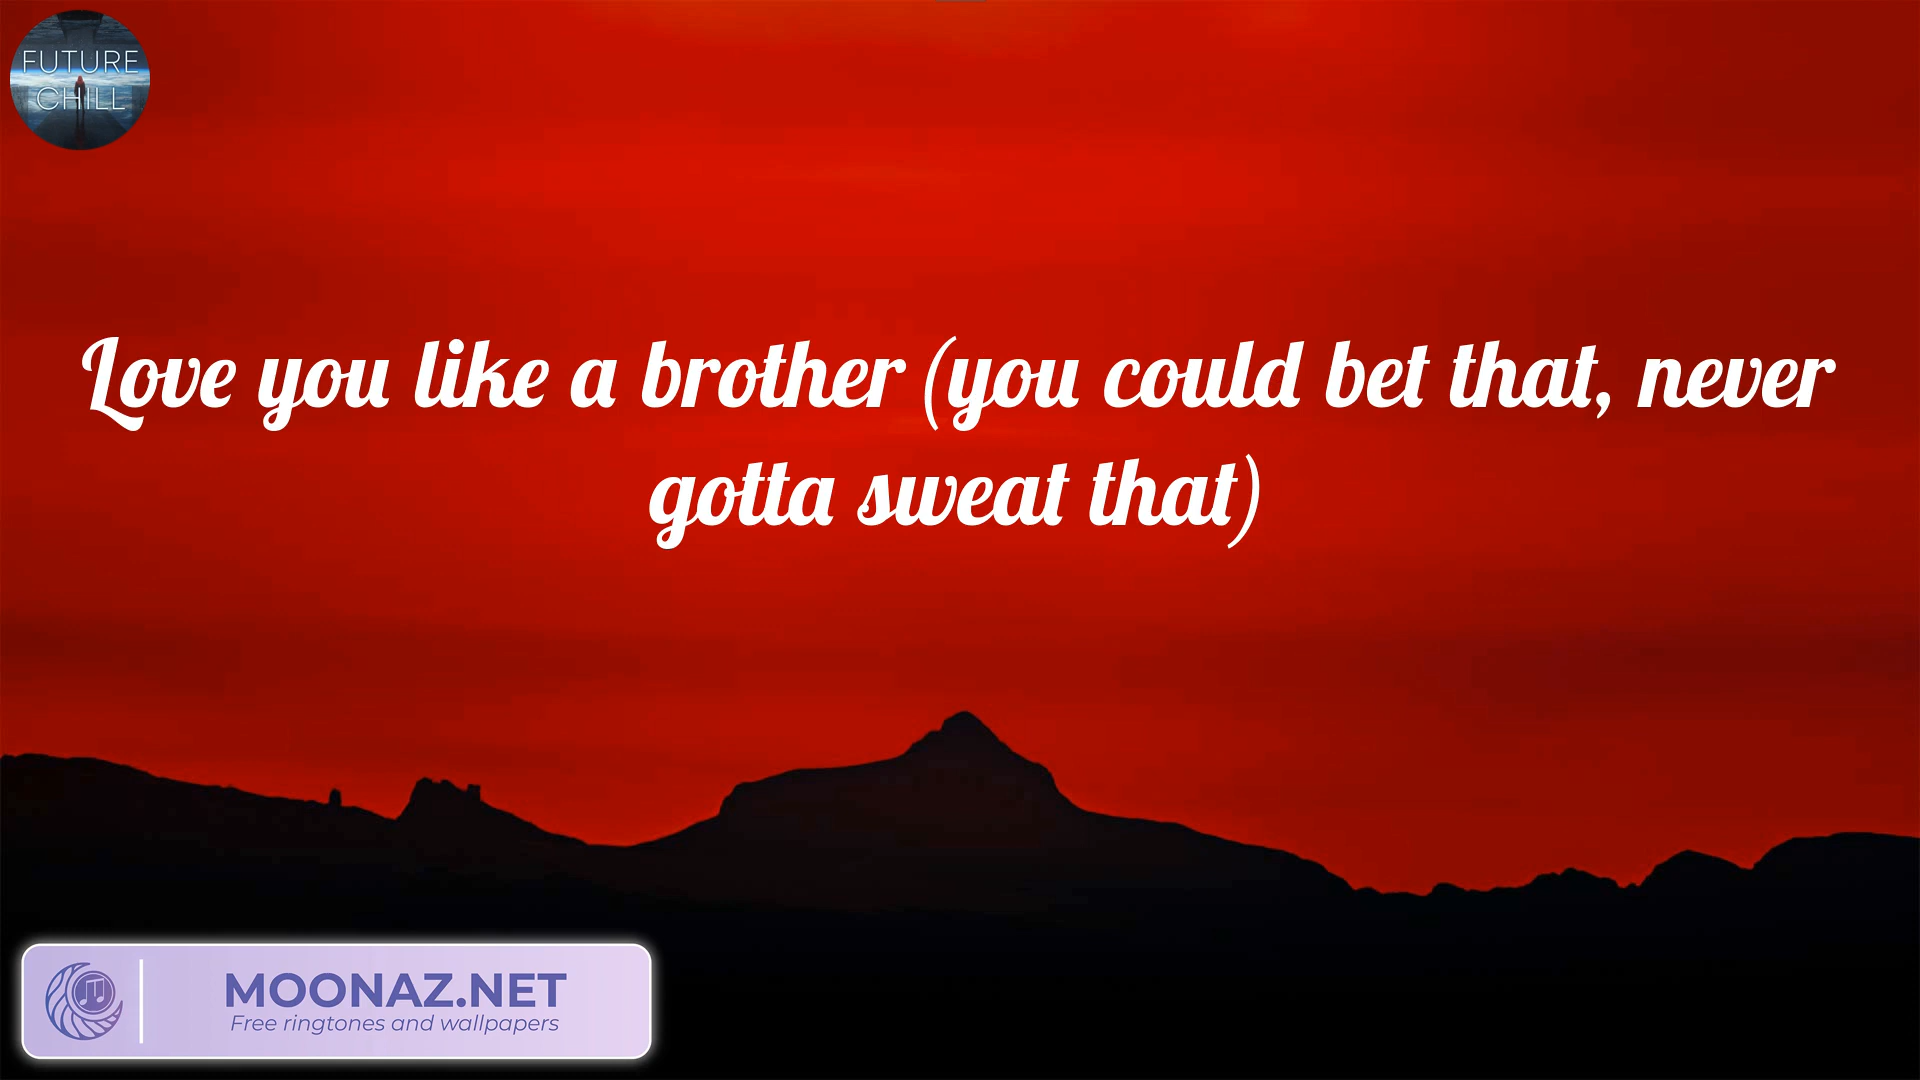 FUTURE
CHILL
Love you like a brother (you could bet that, never
gotta sweat that)
MOONAZ.NET
Free ringtones and wallpapers